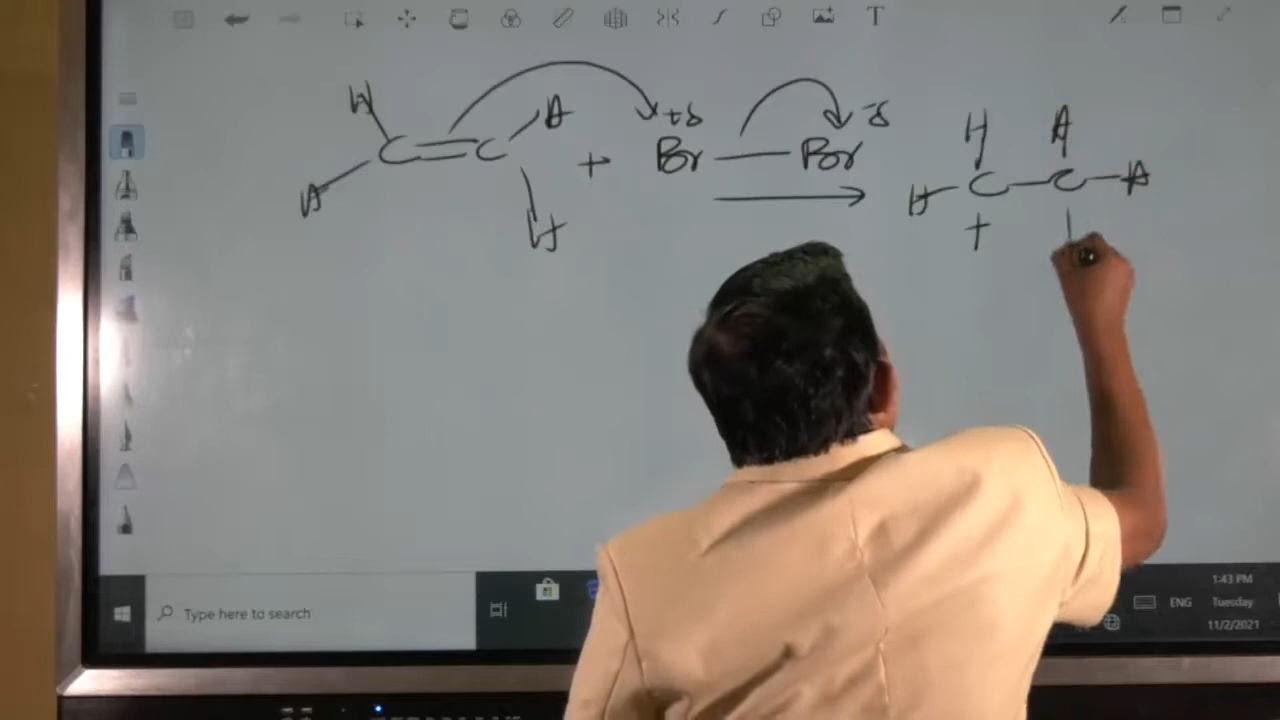 T
H H H H
C=C + Br — Br → H—C—C—H
H H +δ -δ +
Type here to search
1:43 PM
ENG Tuesday
11/2/2021